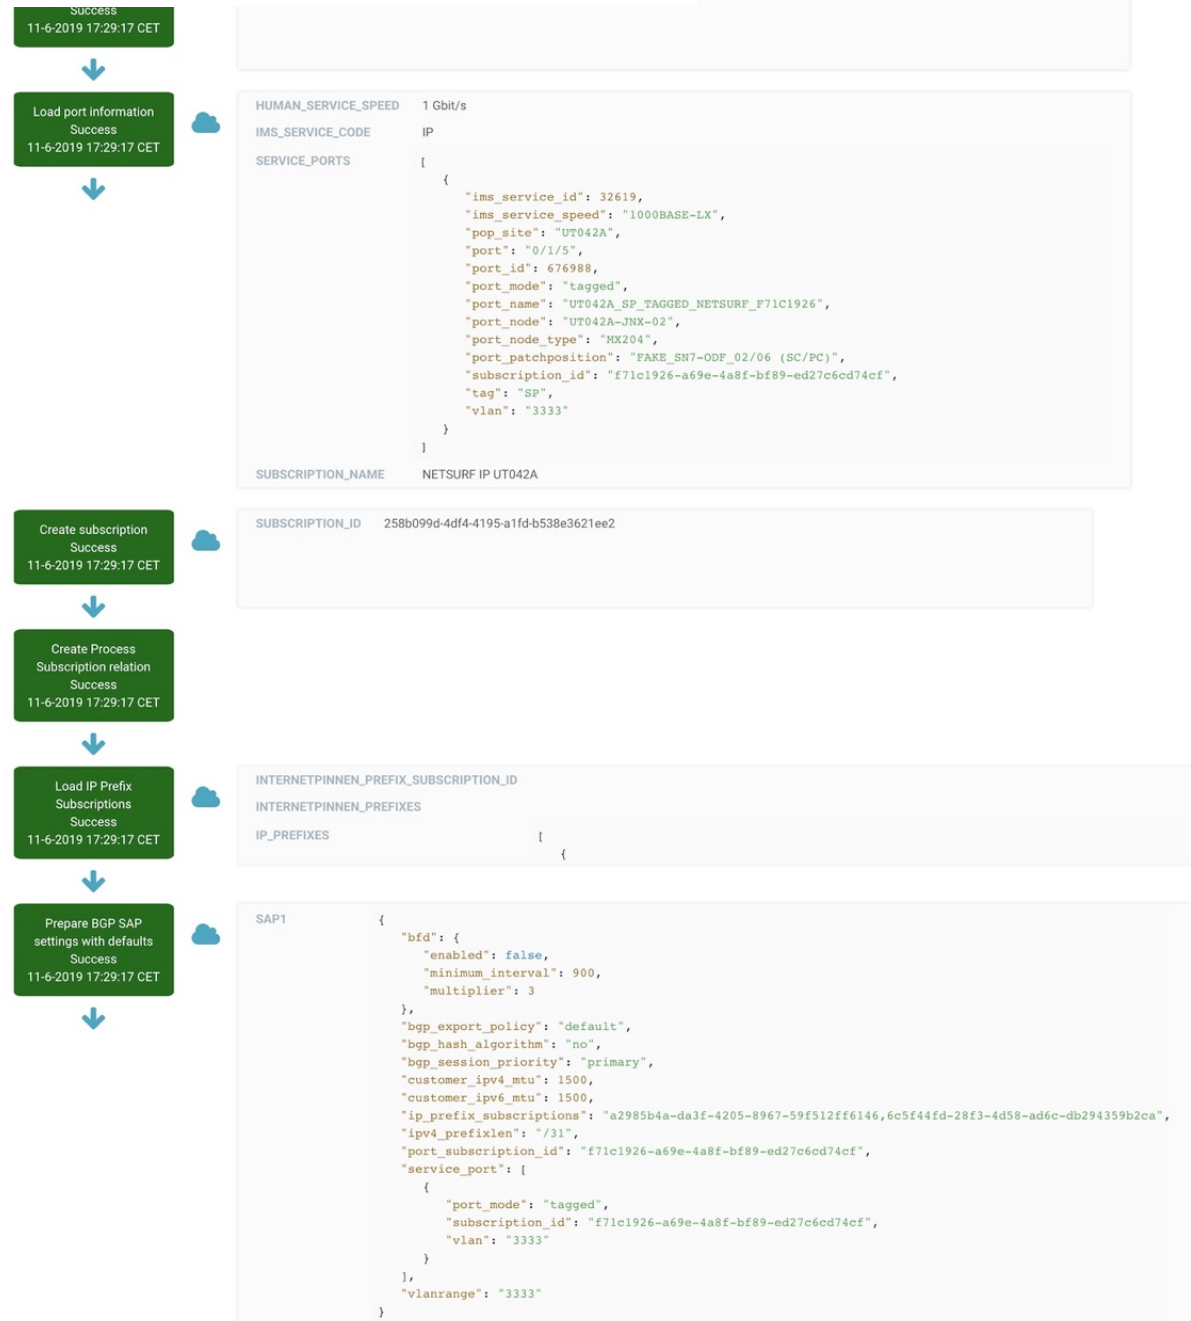 Success
11-6-2019 17:29:17 CET
Load port information
Success
11-6-2019 17:29:17 CET
HUMAN_SERVICE_SPEED 1 Gbit/s
IMS_SERVICE_CODE IP
SERVICE_PORTS [
{
"ims_service_id": 32619,
"ims_service_speed": "1000BASE-LX",
"pop_site": "UT042A",
"port": "0/1/5",
"port_id": 676988,
"port_mode": "tagged",
"port_name": "UT042A_SP_TAGGED_NETSURF_F71C1926",
"port_node": "UT042A-JNX-02",
"port_node_type": "MX204",
"port_patchposition": "FAKE_SN7-ODF_02/06 (SC/PC)",
"subscription_id": "f71c1926-a69e-4a8f-bf89-ed27c6cd74cf",
"tag": "SP",
"vlan": "3333"
}
]
SUBSCRIPTION_NAME NETSURF IP UT042A
Create subscription
Success
11-6-2019 17:29:17 CET
SUBSCRIPTION_ID 258b099d-4df4-4195-a1fd-b538e3621ee2
Create Process
Subscription relation
Success
11-6-2019 17:29:17 CET
Load IP Prefix
Subscriptions
Success
11-6-2019 17:29:17 CET
INTERNETPINNEN_PREFIX_SUBSCRIPTION_ID
INTERNETPINNEN_PREFIXES
IP_PREFIXES [
{
Prepare BGP SAP
settings with defaults
Success
11-6-2019 17:29:17 CET
SAP1 {
"bfd": {
"enabled": false,
"minimum_interval": 900,
"multiplier": 3
},
"bgp_export_policy": "default",
"bgp_hash_algorithm": "no",
"bgp_session_priority": "primary",
"customer_ipv4_mtu": 1500,
"customer_ipv6_mtu": 1500,
"ip_prefix_subscriptions": "a2985b4a-da3f-4205-8967-59f512ff6146,6c5f44fd-28f3-4d58-ad6c-db294359b2ca",
"ipv4_prefixlen": "/31",
"port_subscription_id": "f71c1926-a69e-4a8f-bf89-ed27c6cd74cf",
"service_port": [
{
"port_mode": "tagged",
"subscription_id": "f71c1926-a69e-4a8f-bf89-ed27c6cd74cf",
"vlan": "3333"
}
],
"vlanrange": "3333"
}